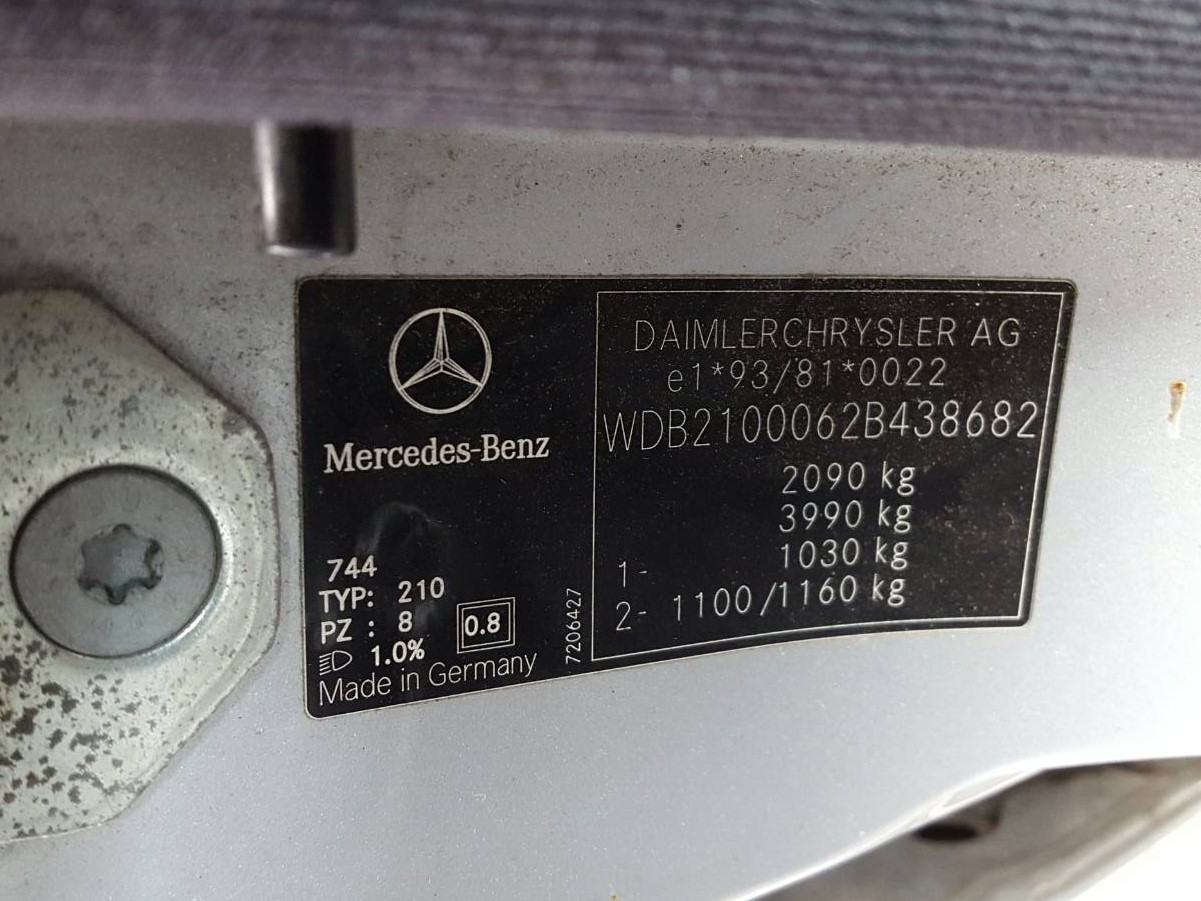 Mercedes-Benz
744
TYP: 210
PZ : 8
0.8
1.0%
Made in Germany
7206427
DAIMLERCHRYSLER AG
e1*93/81*0022
WDB2100062B438682
2090 kg
3990 kg
1- 1030 kg
2- 1100/1160 kg